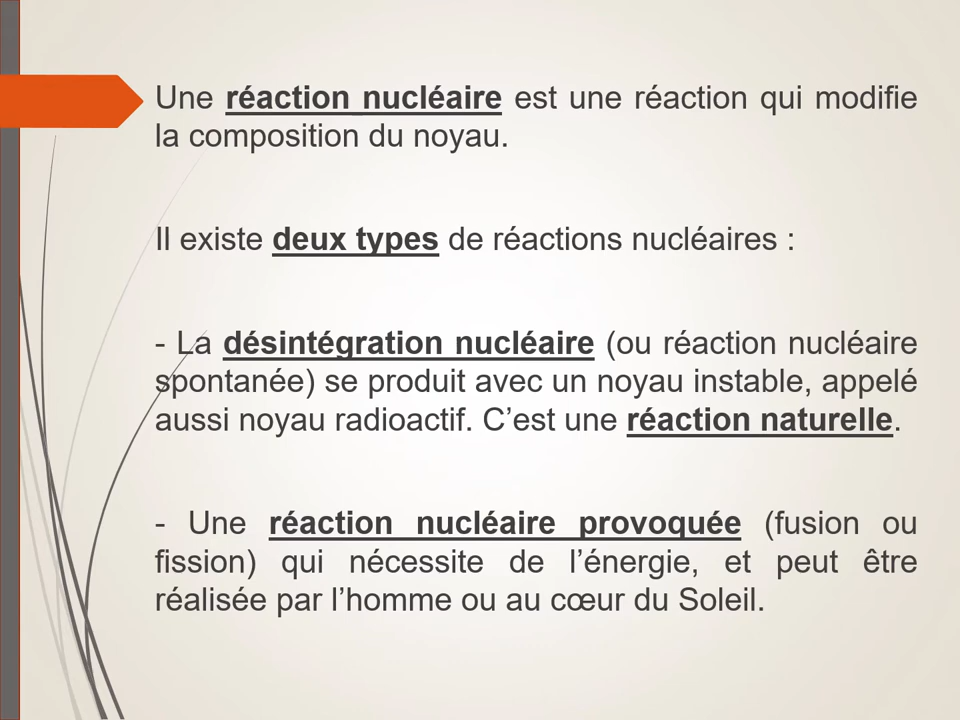 Une réaction nucléaire est une réaction qui modifie
la composition du noyau.
Il existe deux types de réactions nucléaires :
- La désintégration nucléaire (ou réaction nucléaire
spontanée) se produit avec un noyau instable, appelé
aussi noyau radioactif. C’est une réaction naturelle.
- Une réaction nucléaire provoquée (fusion ou
fission) qui nécessite de l’énergie, et peut être
réalisée par l’homme ou au cœur du Soleil.